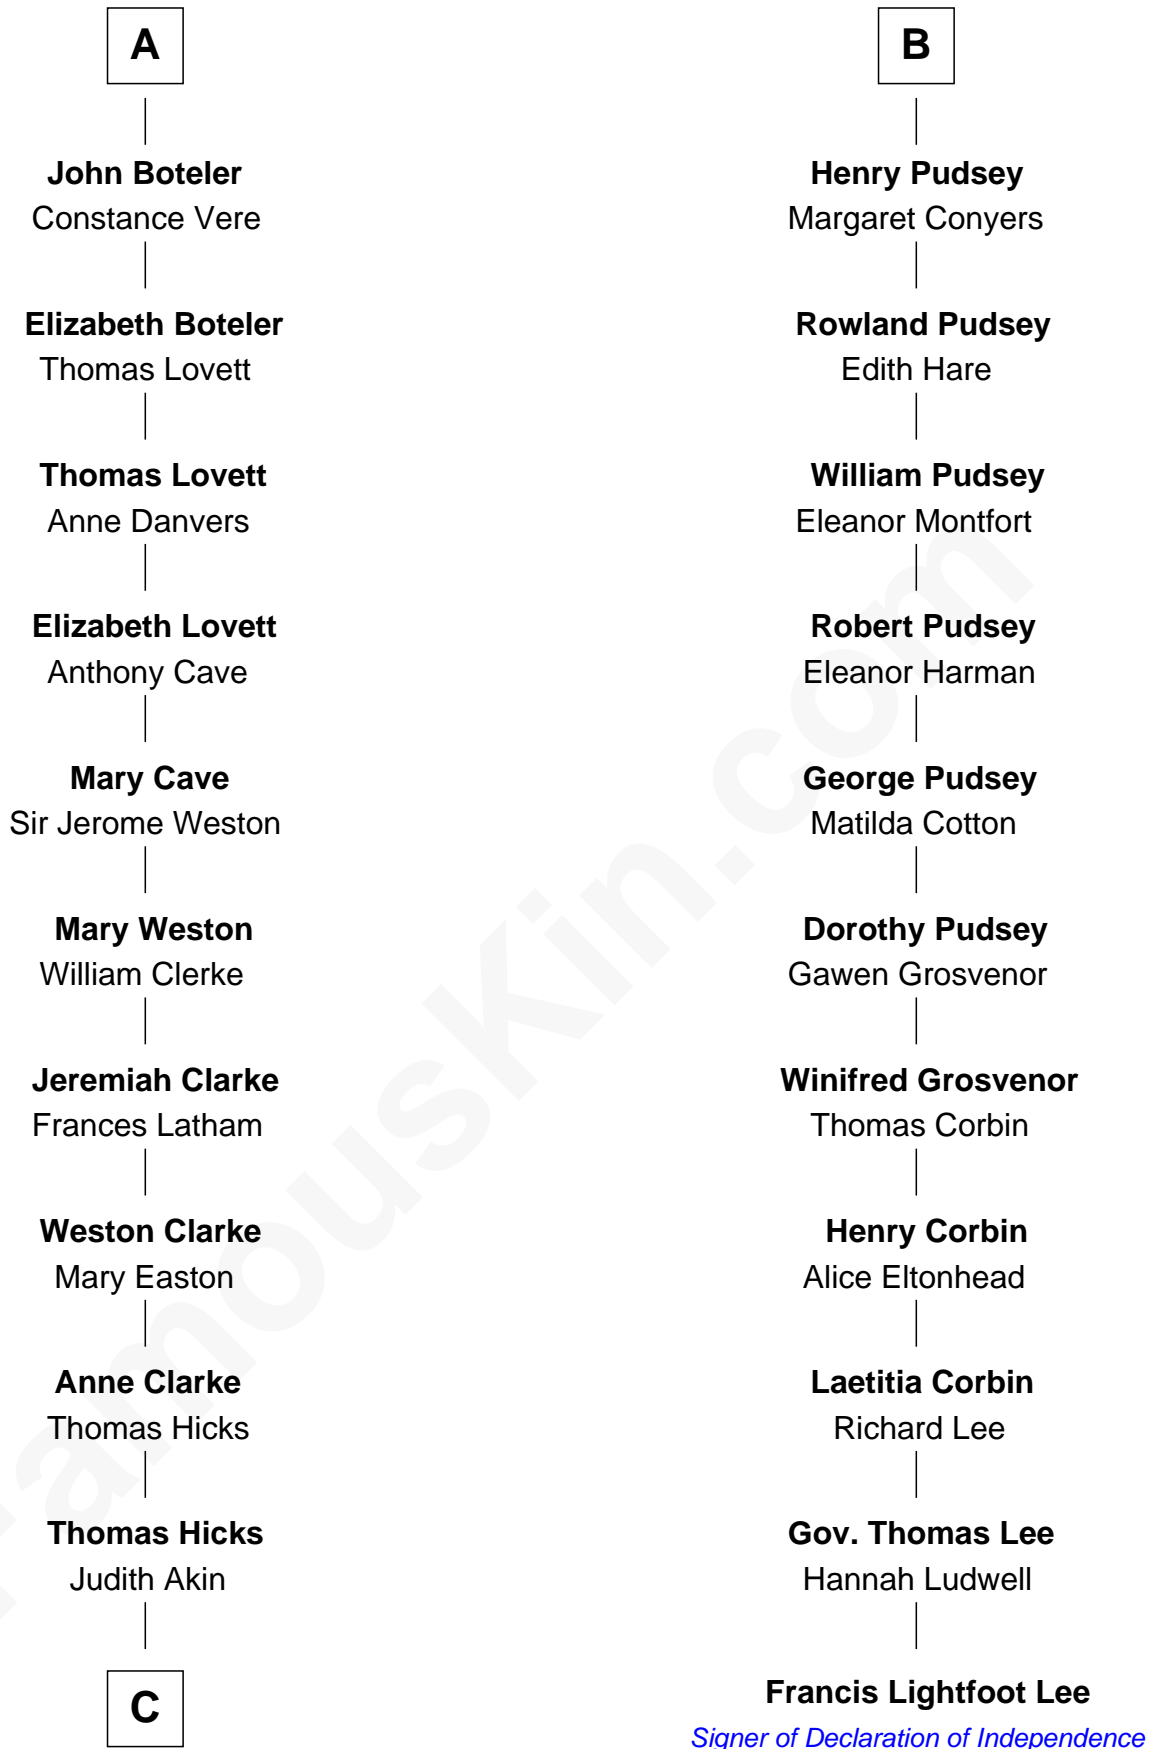 A
John Boteler
Constance Vere
Elizabeth Boteler
Thomas Lovett
Thomas Lovett
Anne Danvers
Elizabeth Lovett
Anthony Cave
Mary Cave
Sir Jerome Weston
Mary Weston
William Clerke
Jeremiah Clarke
Frances Latham
Weston Clarke
Mary Easton
Anne Clarke
Thomas Hicks
Thomas Hicks
Judith Akin
C
B
Henry Pudsey
Margaret Conyers
Rowland Pudsey
Edith Hare
William Pudsey
Eleanor Montfort
Robert Pudsey
Eleanor Harman
George Pudsey
Matilda Cotton
Dorothy Pudsey
Gawen Grosvenor
Winifred Grosvenor
Thomas Corbin
Henry Corbin
Alice Eltonhead
Laetitia Corbin
Richard Lee
Gov. Thomas Lee
Hannah Ludwell
Francis Lightfoot Lee
Signer of Declaration of Independence
FamousKin.com